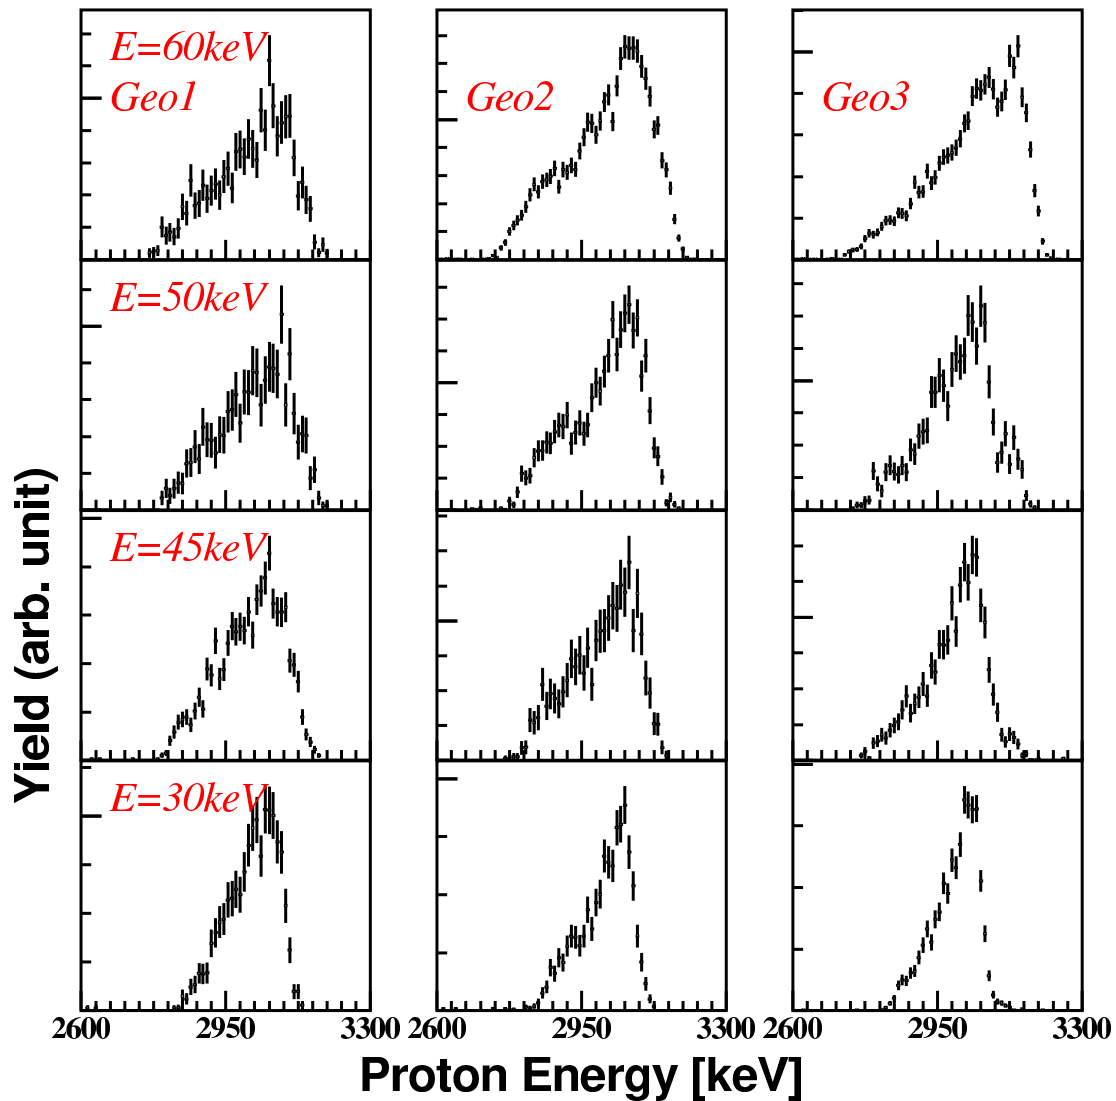 E=60keV
Geo1
Geo2
Geo3
E=50keV
E=45keV
E=30keV
Yield (arb. unit)
2600 2950 3300 2600 2950 3300 2600 2950 3300
Proton Energy [keV]